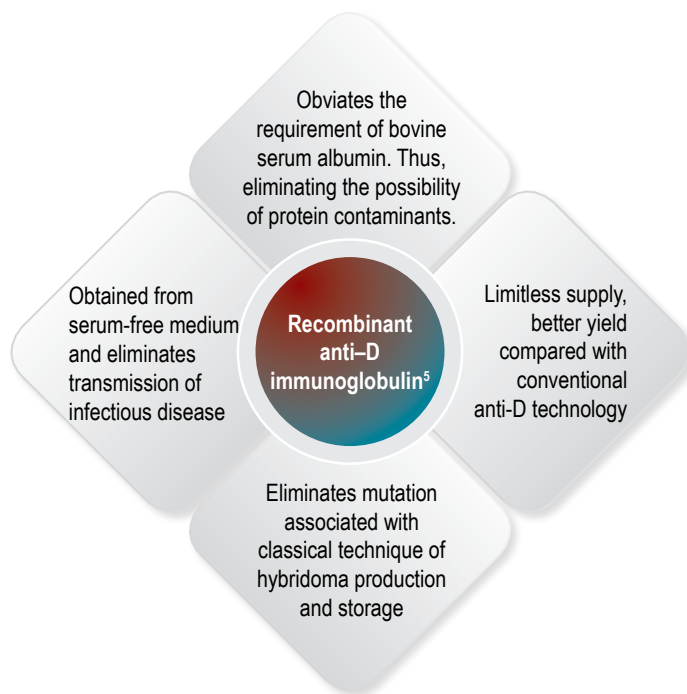 Obviates the
requirement of bovine
serum albumin. Thus,
eliminating the possibility
of protein contaminants.
Obtained from
serum-free medium
and eliminates
transmission of
infectious disease
Recombinant
anti–D
immunoglobulin⁵
Limitless supply,
better yield
compared with
conventional
anti-D technology
Eliminates mutation
associated with
classical technique of
hybridoma production
and storage